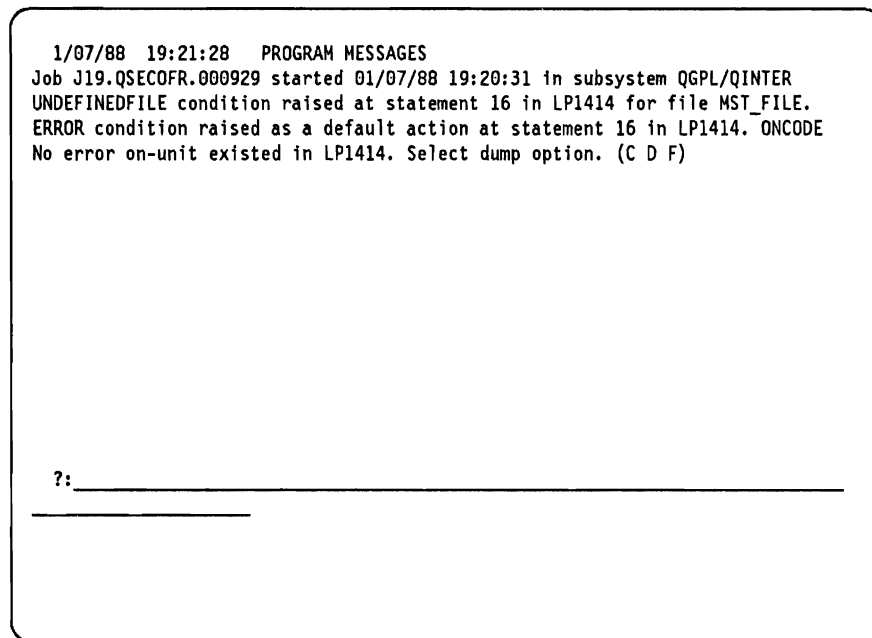 1/07/88 19:21:28 PROGRAM MESSAGES
Job J19.QSECOFR.000929 started 01/07/88 19:20:31 in subsystem QGPL/QINTER
UNDEFINEDFILE condition raised at statement 16 in LP1414 for file MST_FILE.
ERROR condition raised as a default action at statement 16 in LP1414. ONCODE
No error on-unit existed in LP1414. Select dump option. (C D F)
?: